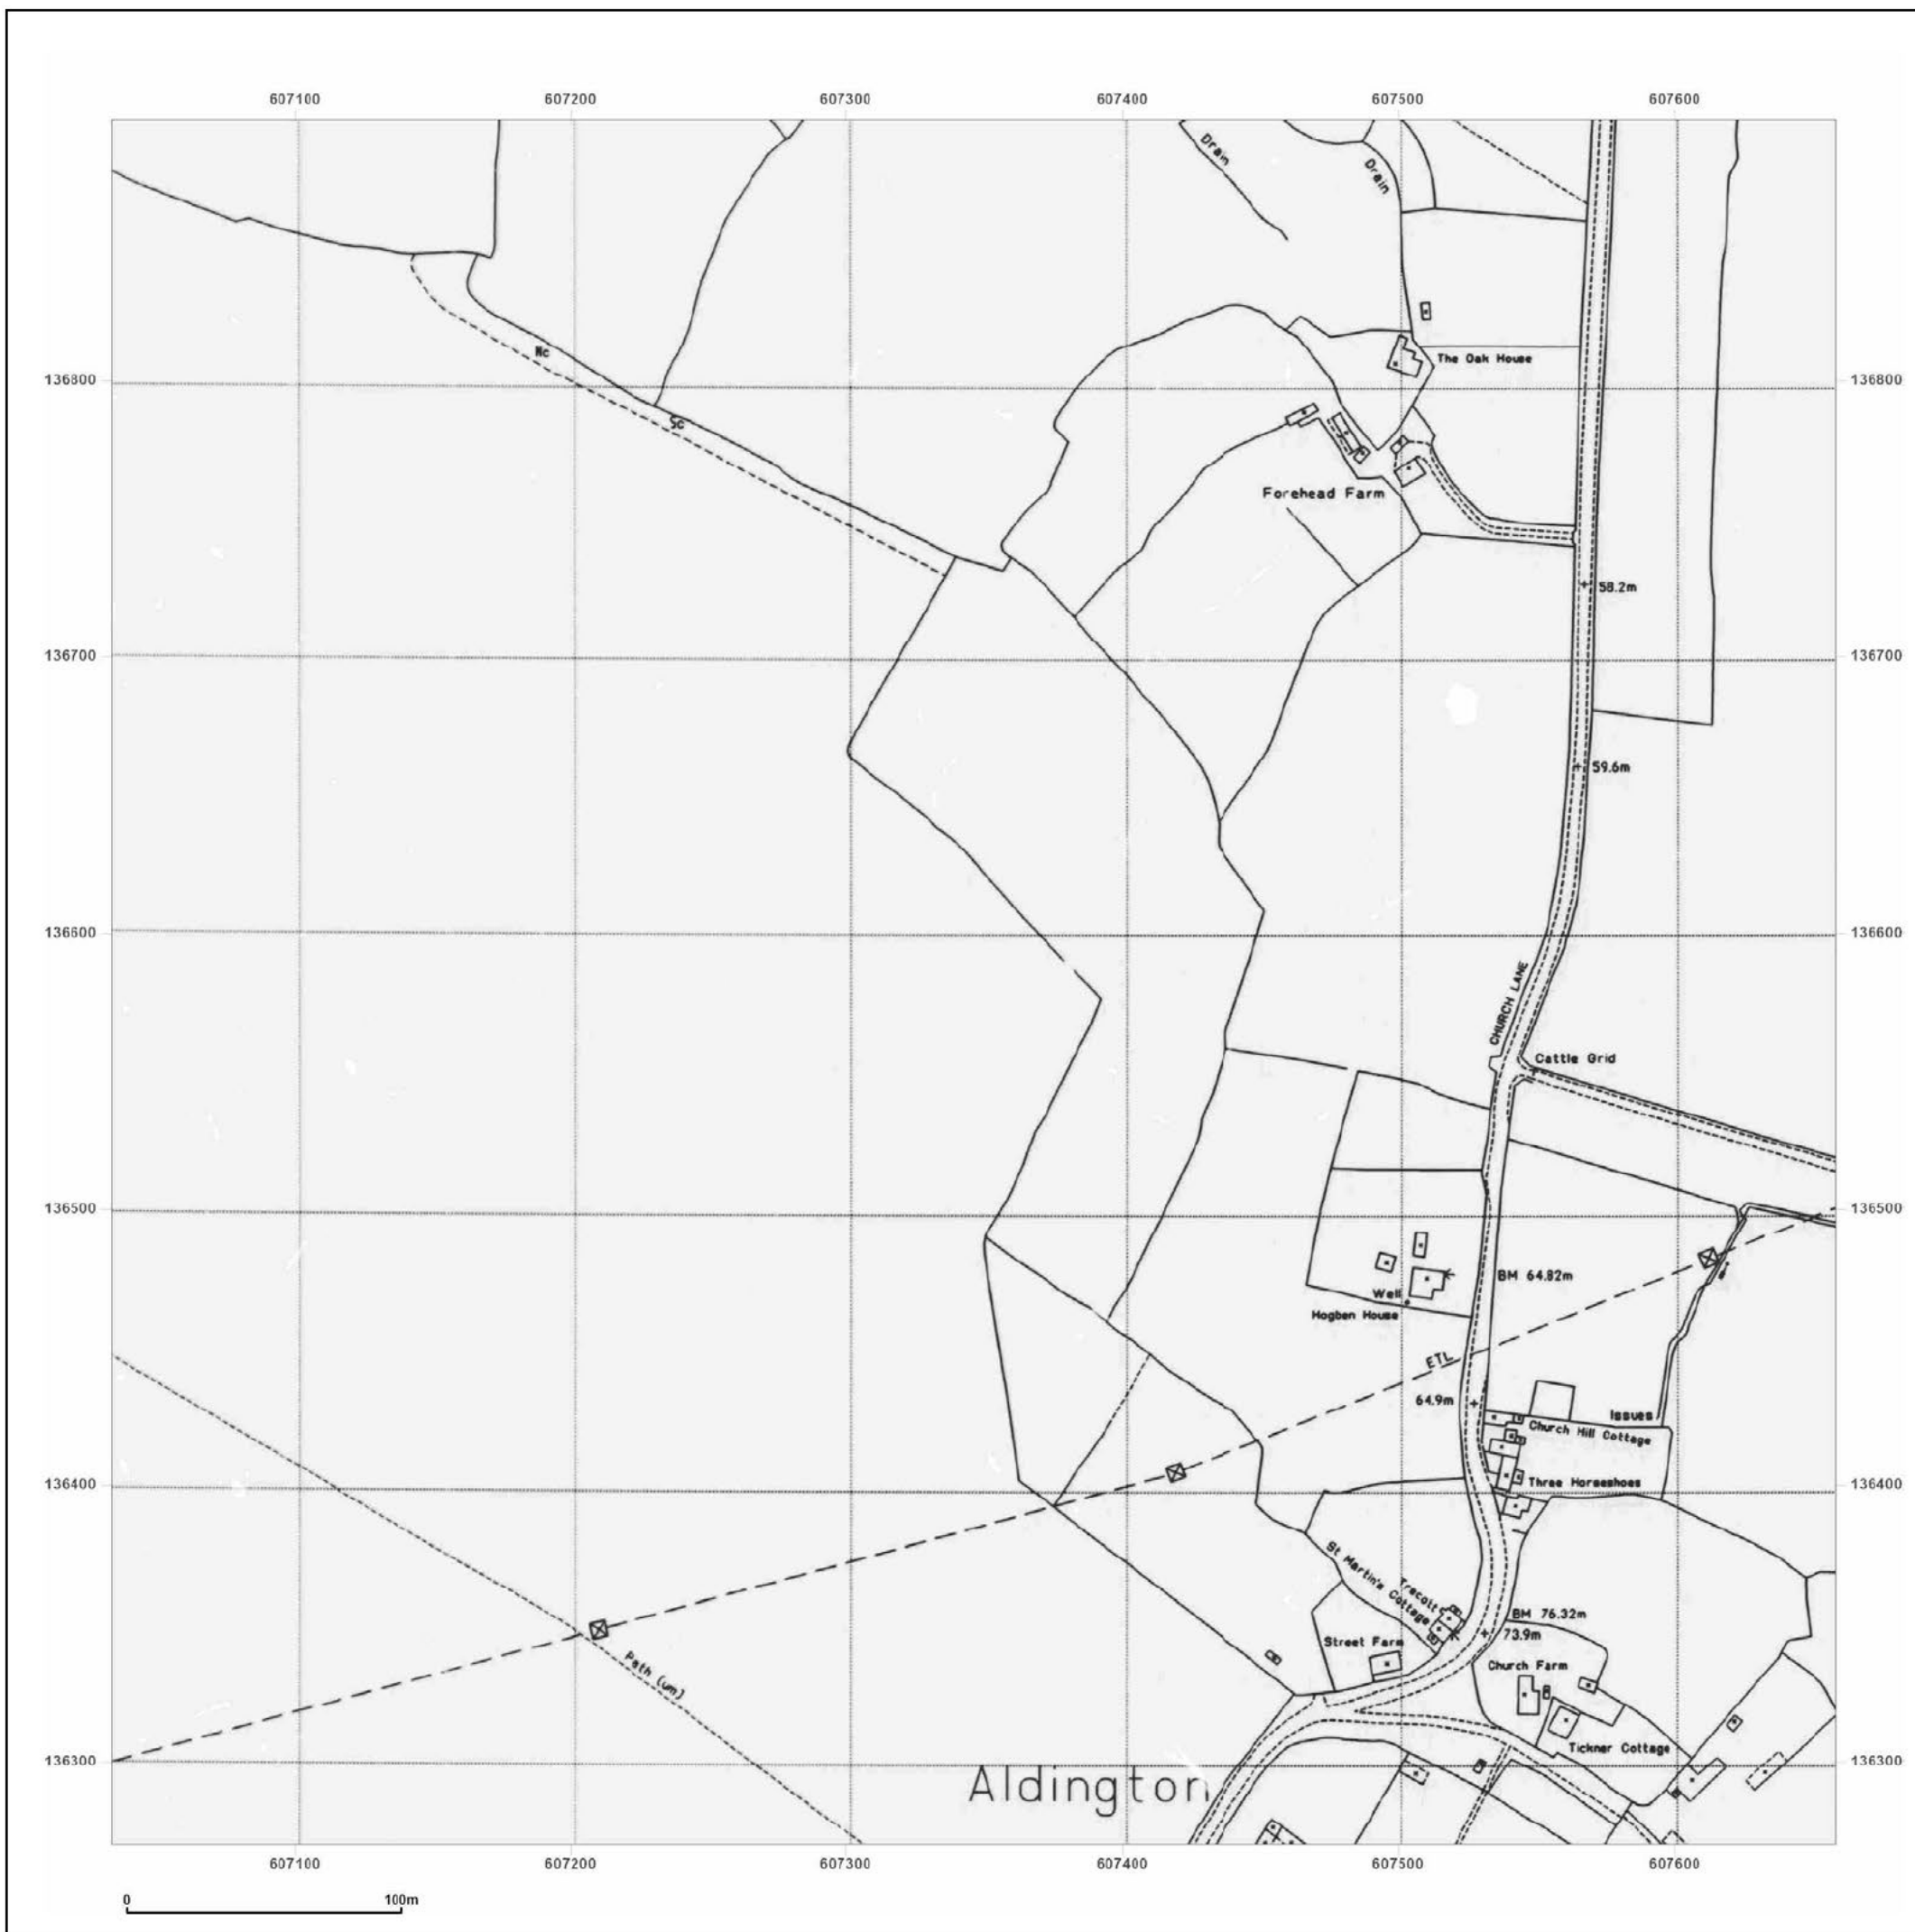 607100 607200 607300 607400 607500 607600
Drain
Drain
Nc
The Oak House
136800 136800
Sc
Forehead Farm
58.2m
136700 136700
59.6m
136600 136600
CHURCH LANE
Cattle Grid
136500 136500
BM 64.82m
Well
Hogben House
ETL
64.9m
Issues
Church Hill Cottage
136400 136400
Three Horseshoes
St Martin's Cottage
Tracolt
BM 76.32m
73.9m
Street Farm
Church Farm
Path (um)
Tickner Cottage
136300 136300
Aldington
607100 607200 607300 607400 607500 607600
0 100m